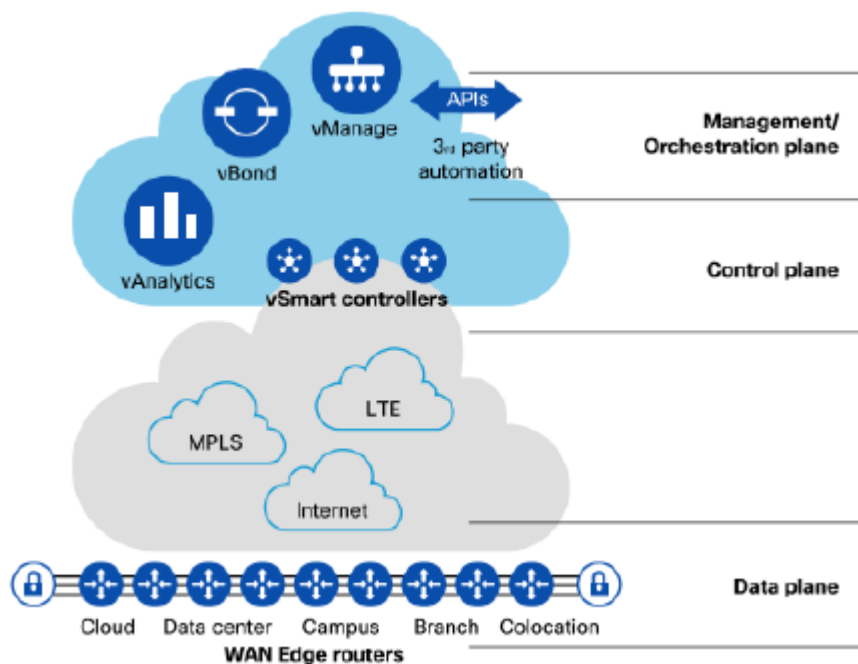 vManage
APIs
3rd party
automation
vBond
vAnalytics
vSmart controllers
Management/
Orchestration plane
Control plane
LTE
MPLS
Internet
Data plane
Cloud Data center Campus Branch Colocation
WAN Edge routers